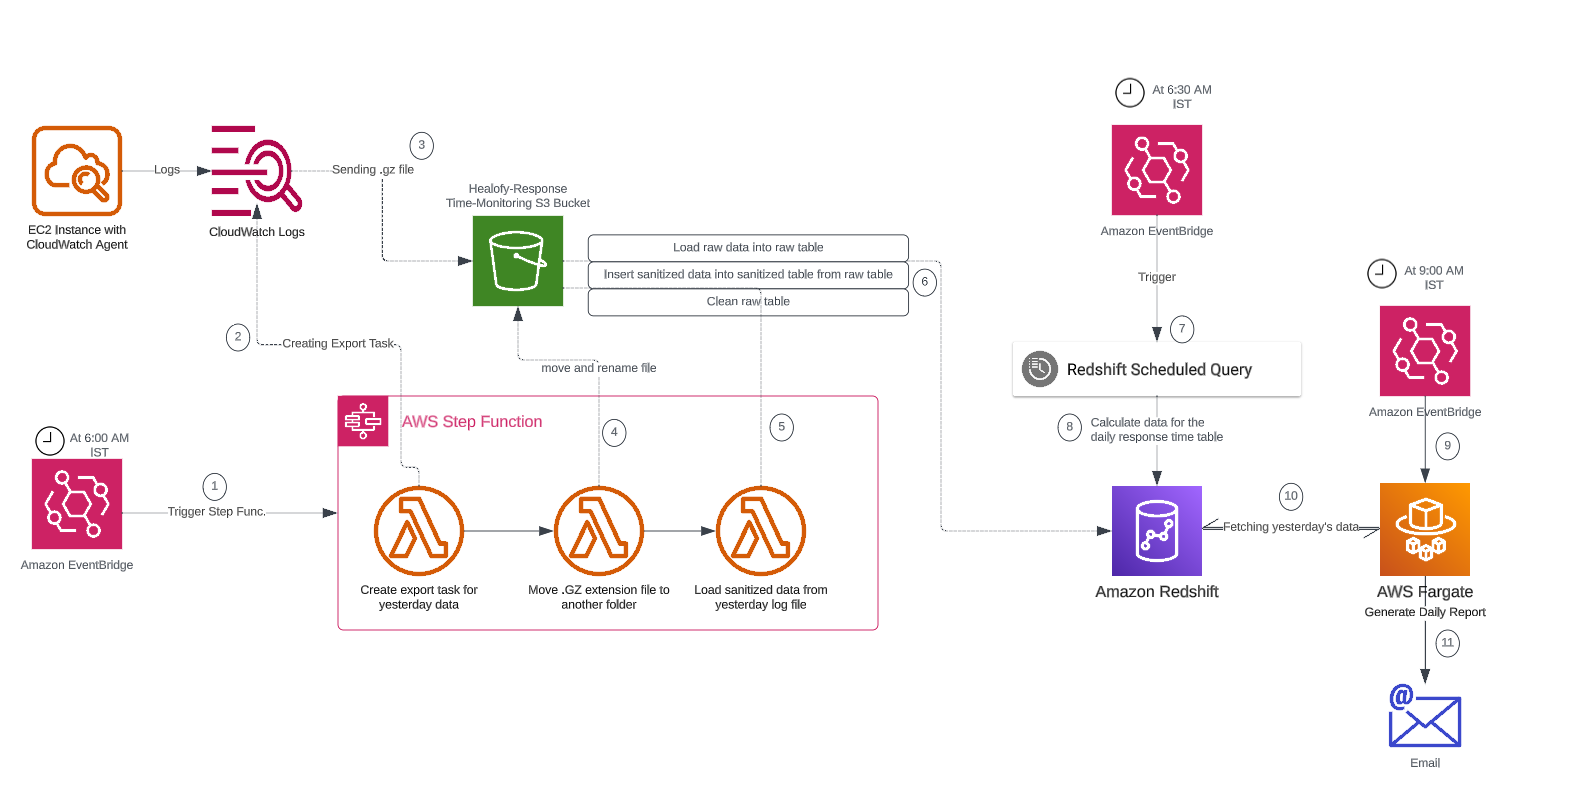 At 6:30 AM
IST
3
Logs
Sending .gz file
Healofy-Response
Time-Monitoring S3 Bucket
EC2 Instance with
CloudWatch Agent
CloudWatch Logs
Amazon EventBridge
Load raw data into raw table
Insert sanitized data into sanitized table from raw table
Clean raw table
6
Trigger
At 9:00 AM
IST
2
Creating Export Task
move and rename file
7
Redshift Scheduled Query
Amazon EventBridge
AWS Step Function
4
5
8
Calculate data for the
daily response time table
9
At 6:00 AM
IST
1
Trigger Step Func.
10
Fetching yesterday's data
Amazon EventBridge
Create export task for
yesterday data
Move .GZ extension file to
another folder
Load sanitized data from
yesterday log file
Amazon Redshift
AWS Fargate
Generate Daily Report
11
@
Email